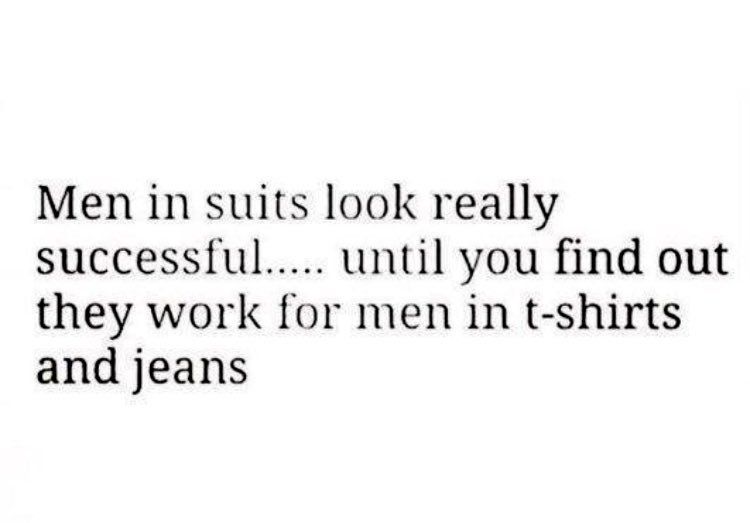 Men in suits look really
successful..... until you find out
they work for men in t-shirts
and jeans